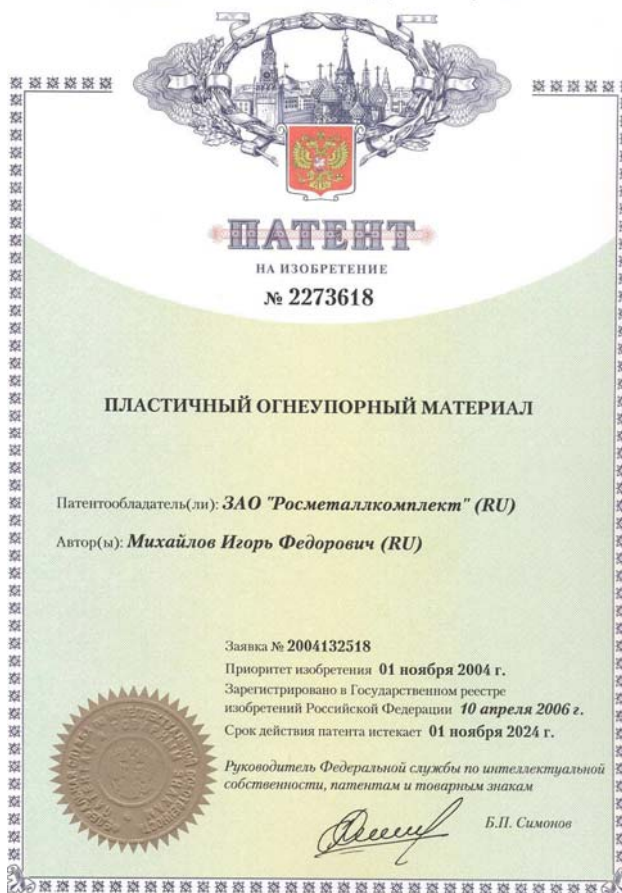 ПАТЕНТ
НА ИЗОБРЕТЕНИЕ
№ 2273618
ПЛАСТИЧНЫЙ ОГНЕУПОРНЫЙ МАТЕРИАЛ
Патентообладатель(ли): ЗАО "Росметаллкомплект" (RU)
Автор(ы): Михайлов Игорь Федорович (RU)
Заявка № 2004132518
Приоритет изобретения 01 ноября 2004 г.
Зарегистрировано в Государственном реестре
изобретений Российской Федерации 10 апреля 2006 г.
Срок действия патента истекает 01 ноября 2024 г.
Руководитель Федеральной службы по интеллектуальной
собственности, патентам и товарным знакам
Б.П. Симонов